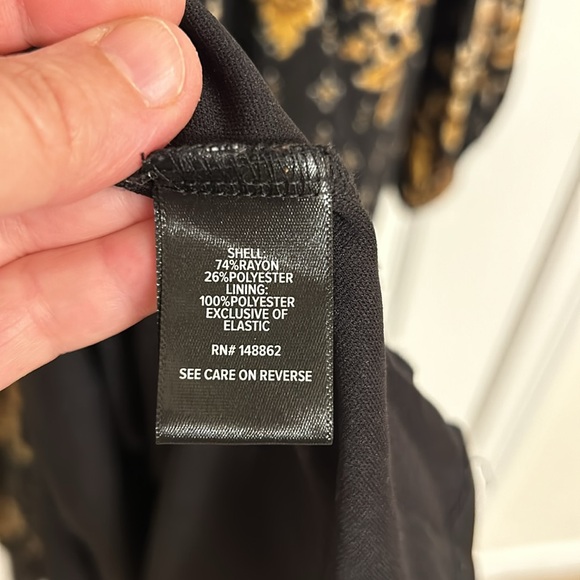 SHELL:
74%RAYON
26%POLYESTER
LINING:
100%POLYESTER
EXCLUSIVE OF
ELASTIC
RN# 148862
SEE CARE ON REVERSE